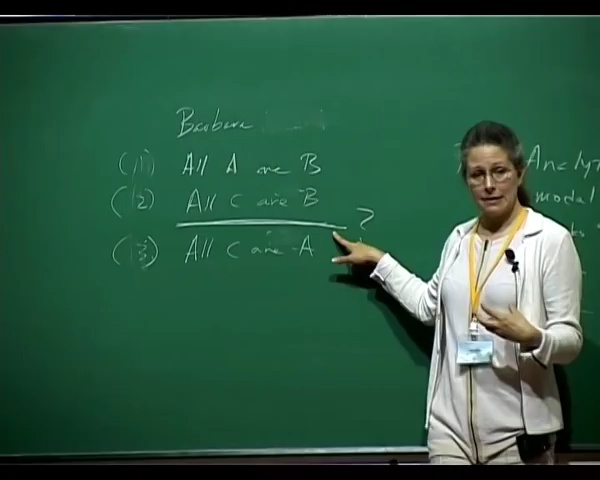 Barbara
(1) All A are B
(2) All C are ¬B
?
(3) All C are ¬A
Analy
modal